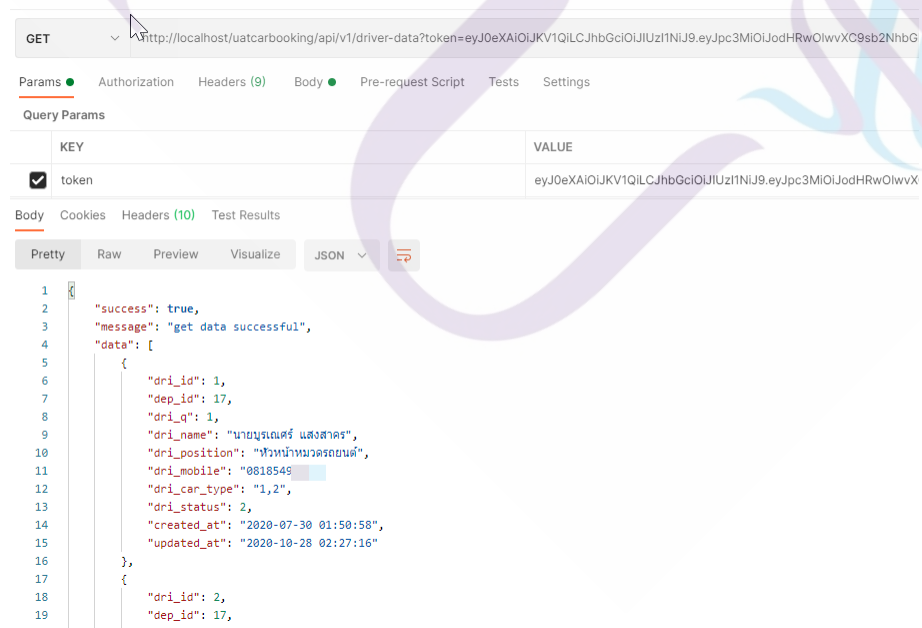 GET http://localhost/uatcarbooking/api/v1/driver-data?token=eyJ0eXAiOiJKV1QiLCJhbGciOiJIUzI1NiJ9.eyJpc3MiOiJodHRwOlwvXC9sb2NhbG
Params Authorization Headers (9) Body Pre-request Script Tests Settings
Query Params
KEY VALUE
token eyJ0eXAiOiJKV1QiLCJhbGciOiJIUzI1NiJ9.eyJpc3MiOiJodHRwOlwvX
Body Cookies Headers (10) Test Results
Pretty Raw Preview Visualize JSON
1 {
2 "success": true,
3 "message": "get data successful",
4 "data": [
5 {
6 "dri_id": 1,
7 "dep_id": 17,
8 "dri_q": 1,
9 "dri_name": "นายบูรเณศร์ แสงสาคร",
10 "dri_position": "หัวหน้าหมวดรถยนต์",
11 "dri_mobile": "0818549
12 "dri_car_type": "1,2",
13 "dri_status": 2,
14 "created_at": "2020-07-30 01:50:58",
15 "updated_at": "2020-10-28 02:27:16"
16 },
17 {
18 "dri_id": 2,
19 "dep_id": 17,